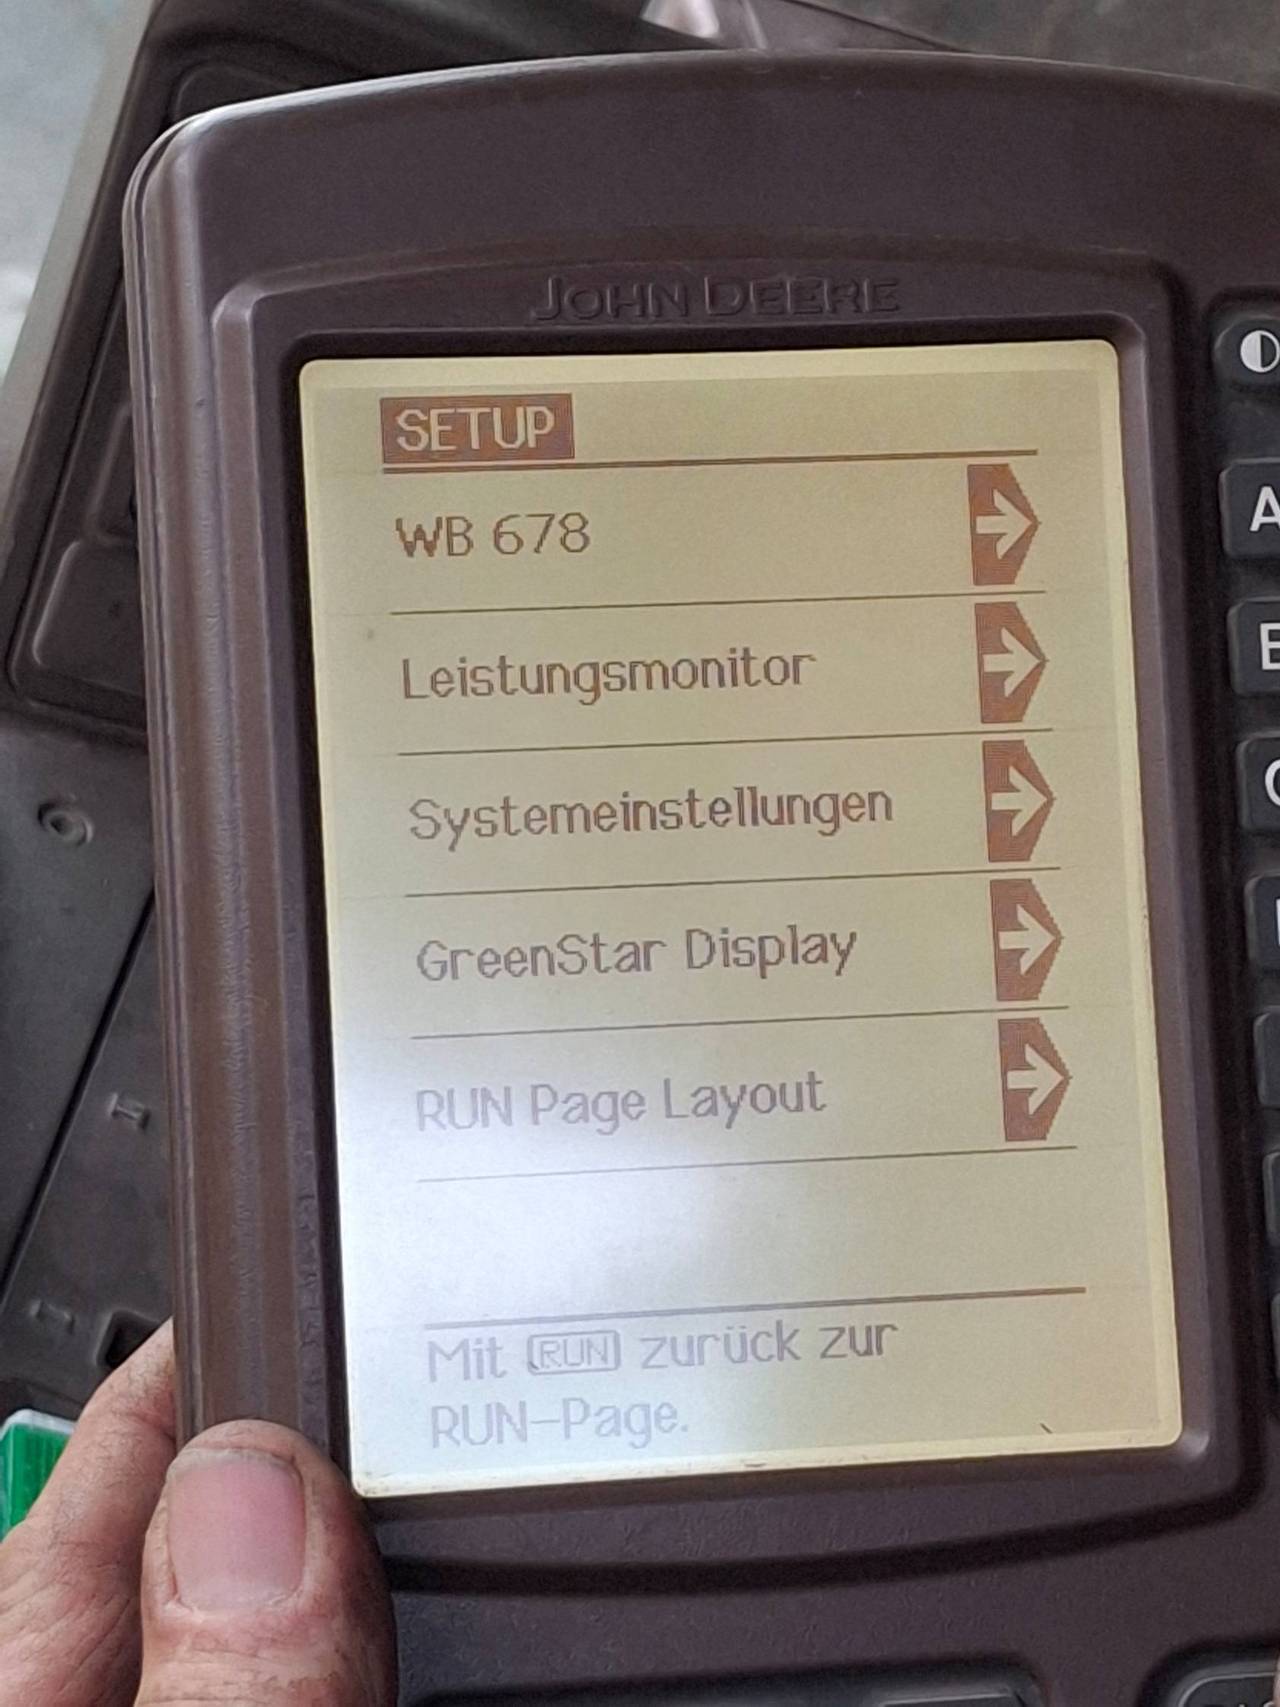 JOHN DEERE
SETUP
WB 678
Leistungsmonitor
Systemeinstellungen
GreenStar Display
RUN Page Layout
Mit RUN zurück zur
RUN-Page.
A